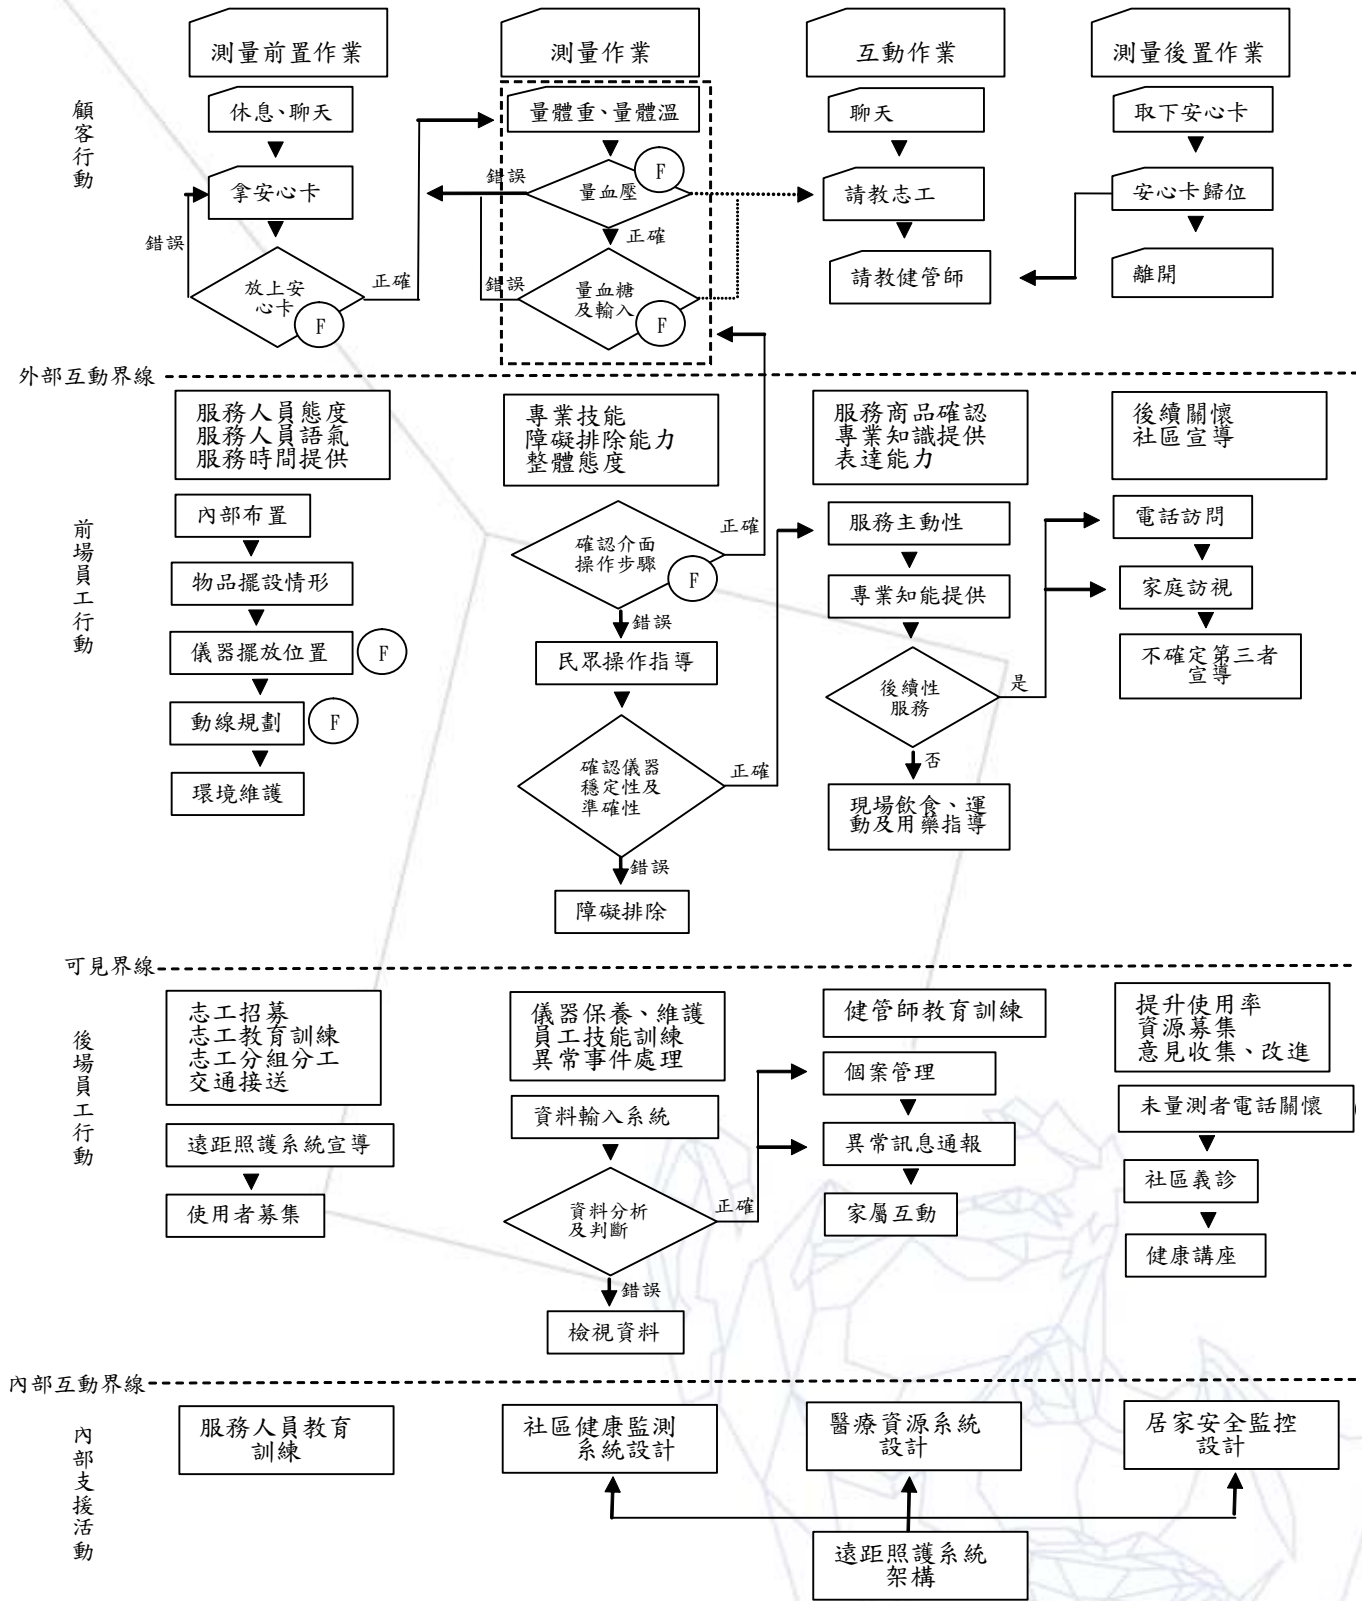 測量前置作業
測量作業
互動作業
測量後置作業
顧客行動
休息、聊天
量體重、量體溫
聊天
取下安心卡
拿安心卡
錯誤
量血壓
F
請教志工
安心卡歸位
錯誤
正確
放上安
心卡
F
正確
錯誤
量血糖
及輸入
F
請教健管師
離開
外部互動界線
服務人員態度
服務人員語氣
服務時間提供
專業技能
障礙排除能力
整體態度
服務商品確認
專業知識提供
表達能力
後續關懷
社區宣導
前場員工行動
內部布置
物品擺設情形
儀器擺放位置
F
動線規劃
F
環境維護
確認介面
操作步驟
F
正確
錯誤
民眾操作指導
確認儀器
穩定性及
準確性
正確
錯誤
障礙排除
服務主動性
專業知能提供
後續性
服務
是
否
現場飲食、運
動及用藥指導
電話訪問
家庭訪視
不確定第三者
宣導
可見界線
後場員工行動
志工招募
志工教育訓練
志工分組分工
交通接送
儀器保養、維護
員工技能訓練
異常事件處理
健管師教育訓練
提升使用率
資源募集
意見收集、改進
遠距照護系統宣導
使用者募集
資料輸入系統
資料分析
及判斷
正確
錯誤
檢視資料
個案管理
異常訊息通報
家屬互動
未量測者電話關懷
社區義診
健康講座
內部互動界線
內部支援活動
服務人員教育
訓練
社區健康監測
系統設計
醫療資源系統
設計
居家安全監控
設計
遠距照護系統
架構